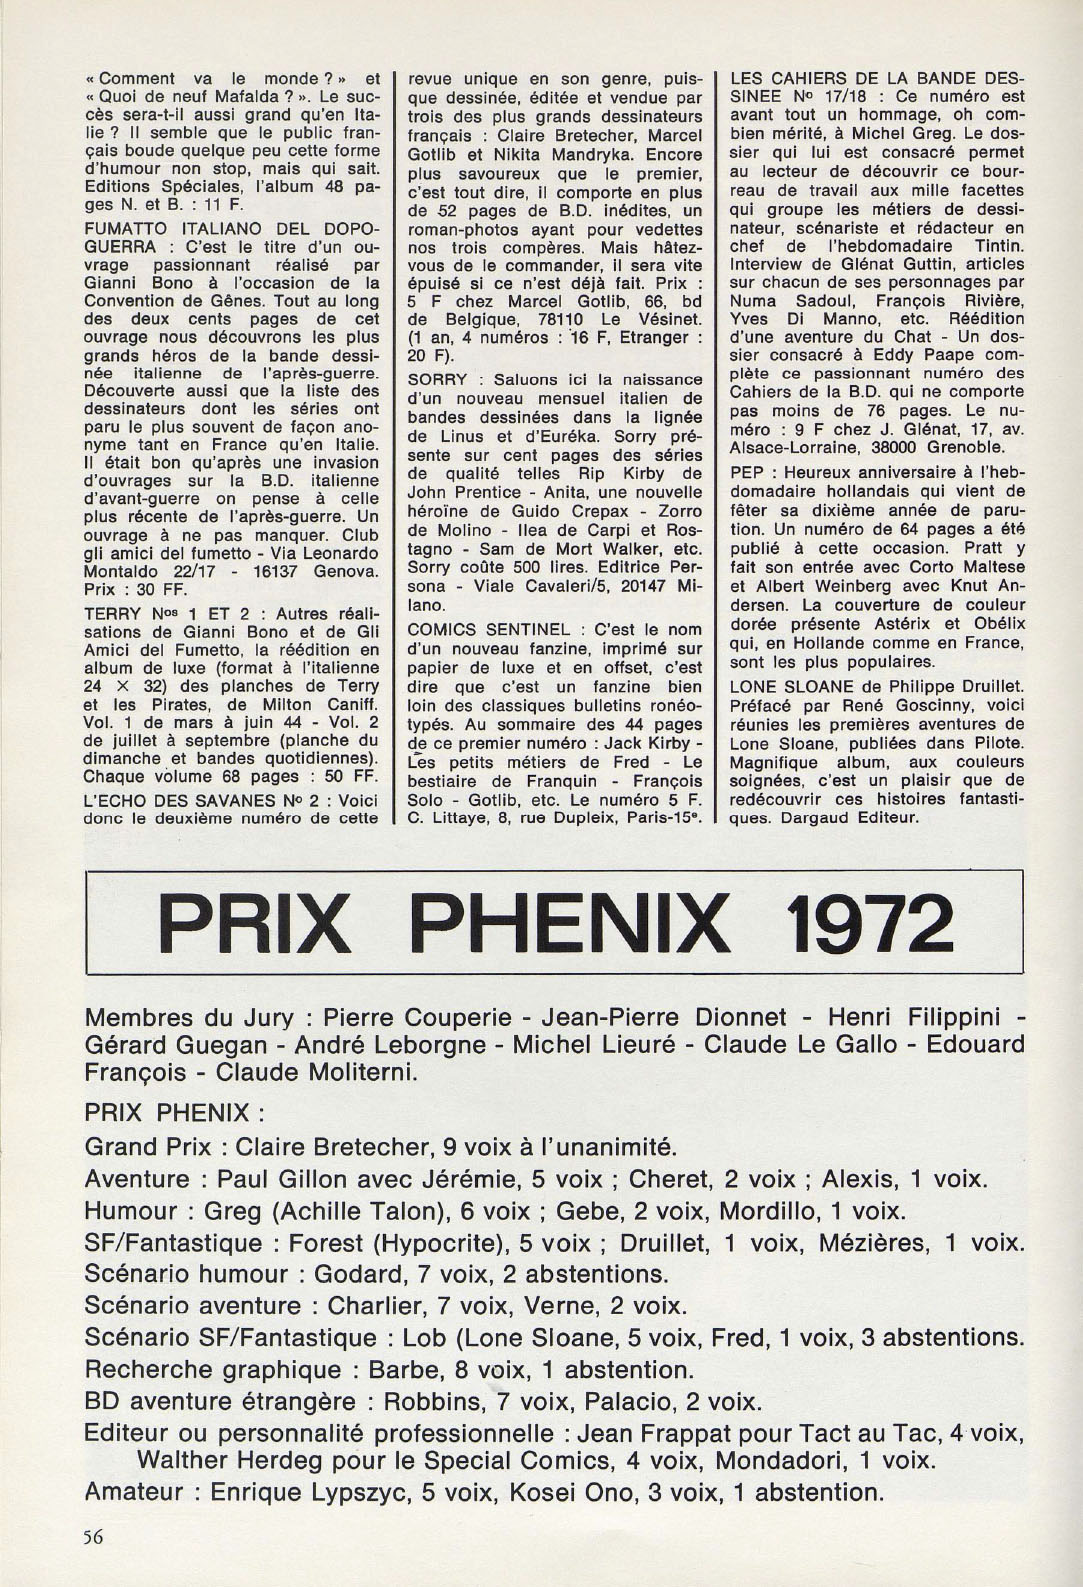 « Comment va le monde ? » et
« Quoi de neuf Mafalda ? ». Le suc-
cès sera-t-il aussi grand qu'en Ita-
lie ? Il semble que le public fran-
çais boude quelque peu cette forme
d'humour non stop, mais qui sait.
Editions Spéciales, l'album 48 pa-
ges N. et B. : 11 F.
FUMATTO ITALIANO DEL DOPO-
GUERRA : C'est le titre d'un ou-
vrage passionnant réalisé par
Gianni Bono à l'occasion de la
Convention de Gênes. Tout au long
des deux cents pages de cet
ouvrage nous découvrons les plus
grands héros de la bande dessi-
née italienne de l'après-guerre.
Découverte aussi que la liste des
dessinateurs dont les séries ont
paru le plus souvent de façon ano-
nyme tant en France qu'en Italie.
Il était bon qu'après une invasion
d'ouvrages sur la B.D. italienne
d'avant-guerre on pense à celle
plus récente de l'après-guerre. Un
ouvrage à ne pas manquer. Club
gli amici del fumetto - Via Leonardo
Montaldo 22/17 - 16137 Genova.
Prix : 30 FF.
TERRY Nos 1 ET 2 : Autres réali-
sations de Gianni Bono et de Gli
Amici del Fumetto, la réédition en
album de luxe (format à l'italienne
24 X 32) des planches de Terry
et les Pirates, de Milton Caniff.
Vol. 1 de mars à juin 44 - Vol. 2
de juillet à septembre (planche du
dimanche et bandes quotidiennes).
Chaque volume 68 pages : 50 FF.
L'ECHO DES SAVANES No 2 : Voici
donc le deuxième numéro de cette
revue unique en son genre, puis-
que dessinée, éditée et vendue par
trois des plus grands dessinateurs
français : Claire Bretecher, Marcel
Gotlib et Nikita Mandryka. Encore
plus savoureux que le premier,
c'est tout dire, il comporte en plus
de 52 pages de B.D. inédites, un
roman-photos ayant pour vedettes
nos trois compères. Mais hâtez-
vous de le commander, il sera vite
épuisé si ce n'est déjà fait. Prix :
5 F chez Marcel Gotlib, 66, bd
de Belgique, 78110 Le Vésinet.
(1 an, 4 numéros : 16 F, Etranger :
20 F).
SORRY : Saluons ici la naissance
d'un nouveau mensuel italien de
bandes dessinées dans la lignée
de Linus et d'Euréka. Sorry pré-
sente sur cent pages des séries
de qualité telles Rip Kirby de
John Prentice - Anita, une nouvelle
héroïne de Guido Crepax - Zorro
de Molino - Ilea de Carpi et Ros-
tagno - Sam de Mort Walker, etc.
Sorry coûte 500 lires. Editrice Per-
sona - Viale Cavaleri/5, 20147 Mi-
lano.
COMICS SENTINEL : C'est le nom
d'un nouveau fanzine, imprimé sur
papier de luxe et en offset, c'est
dire que c'est un fanzine bien
loin des classiques bulletins ronéo-
typés. Au sommaire des 44 pages
de ce premier numéro : Jack Kirby -
Les petits métiers de Fred - Le
bestiaire de Franquin - François
Solo - Gotlib, etc. Le numéro 5 F.
C. Littaye, 8, rue Dupleix, Paris-15e.
LES CAHIERS DE LA BANDE DES-
SINEE No 17/18 : Ce numéro est
avant tout un hommage, oh com-
bien mérité, à Michel Greg. Le dos-
sier qui lui est consacré permet
au lecteur de découvrir ce bour-
reau de travail aux mille facettes
qui groupe les métiers de dessi-
nateur, scénariste et rédacteur en
chef de l'hebdomadaire Tintin.
Interview de Glénat Guttin, articles
sur chacun de ses personnages par
Numa Sadoul, François Rivière,
Yves Di Manno, etc. Réédition
d'une aventure du Chat - Un dos-
sier consacré à Eddy Paape com-
plète ce passionnant numéro des
Cahiers de la B.D. qui ne comporte
pas moins de 76 pages. Le nu-
méro : 9 F chez J. Glénat, 17, av.
Alsace-Lorraine, 38000 Grenoble.
PEP : Heureux anniversaire à l'heb-
domadaire hollandais qui vient de
fêter sa dixième année de paru-
tion. Un numéro de 64 pages a été
publié à cette occasion. Pratt y
fait son entrée avec Corto Maltese
et Albert Weinberg avec Knut An-
dersen. La couverture de couleur
dorée présente Astérix et Obélix
qui, en Hollande comme en France,
sont les plus populaires.
LONE SLOANE de Philippe Druillet.
Préfacé par René Goscinny, voici
réunies les premières aventures de
Lone Sloane, publiées dans Pilote.
Magnifique album, aux couleurs
soignées, c'est un plaisir que de
redécouvrir ces histoires fantasti-
ques. Dargaud Editeur.
PRIX PHENIX 1972
Membres du Jury : Pierre Couperie - Jean-Pierre Dionnet - Henri Filippini -
Gérard Guegan - André Leborgne - Michel Lieuré - Claude Le Gallo - Edouard
François - Claude Moliterni.
PRIX PHENIX :
Grand Prix : Claire Bretecher, 9 voix à l'unanimité.
Aventure : Paul Gillon avec Jérémie, 5 voix ; Cheret, 2 voix ; Alexis, 1 voix.
Humour : Greg (Achille Talon), 6 voix ; Gebe, 2 voix, Mordillo, 1 voix.
SF/Fantastique : Forest (Hypocrite), 5 voix ; Druillet, 1 voix, Mézières, 1 voix.
Scénario humour : Godard, 7 voix, 2 abstentions.
Scénario aventure : Charlier, 7 voix, Verne, 2 voix.
Scénario SF/Fantastique : Lob (Lone Sloane, 5 voix, Fred, 1 voix, 3 abstentions.
Recherche graphique : Barbe, 8 voix, 1 abstention.
BD aventure étrangère : Robbins, 7 voix, Palacio, 2 voix.
Editeur ou personnalité professionnelle : Jean Frappat pour Tact au Tac, 4 voix,
Walther Herdeg pour le Special Comics, 4 voix, Mondadori, 1 voix.
Amateur : Enrique Lypszyc, 5 voix, Kosei Ono, 3 voix, 1 abstention.
56